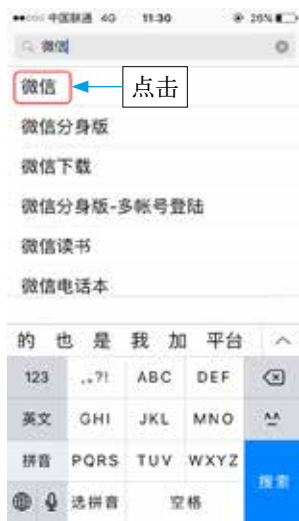 中国联通 4G 11:30 26%
微信
微信 点击
微信分身版
微信下载
微信分身版-多帐号登陆
微信读书
微信电话本
的 也 是 我 加 平台
123 ,。?! ABC DEF
英文 GHI JKL MNO ^^
拼音 PQRS TUV WXYZ
搜索
选拼音 空格